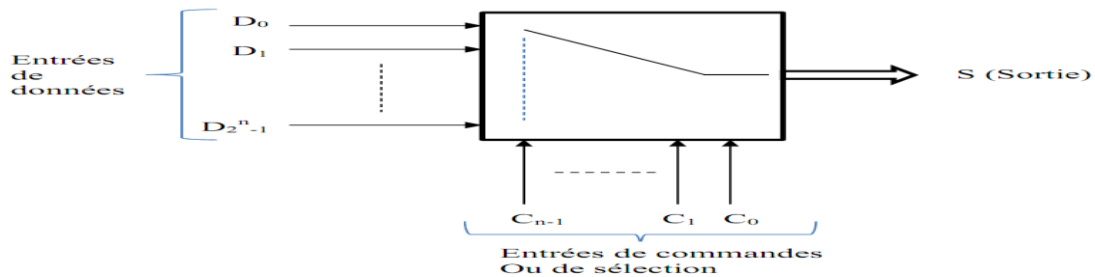 D₀
D₁
Entrées
de
données
S (Sortie)
D₂ⁿ-1
Cₙ₋₁
C₁
C₀
Entrées de commandes
Ou de sélection